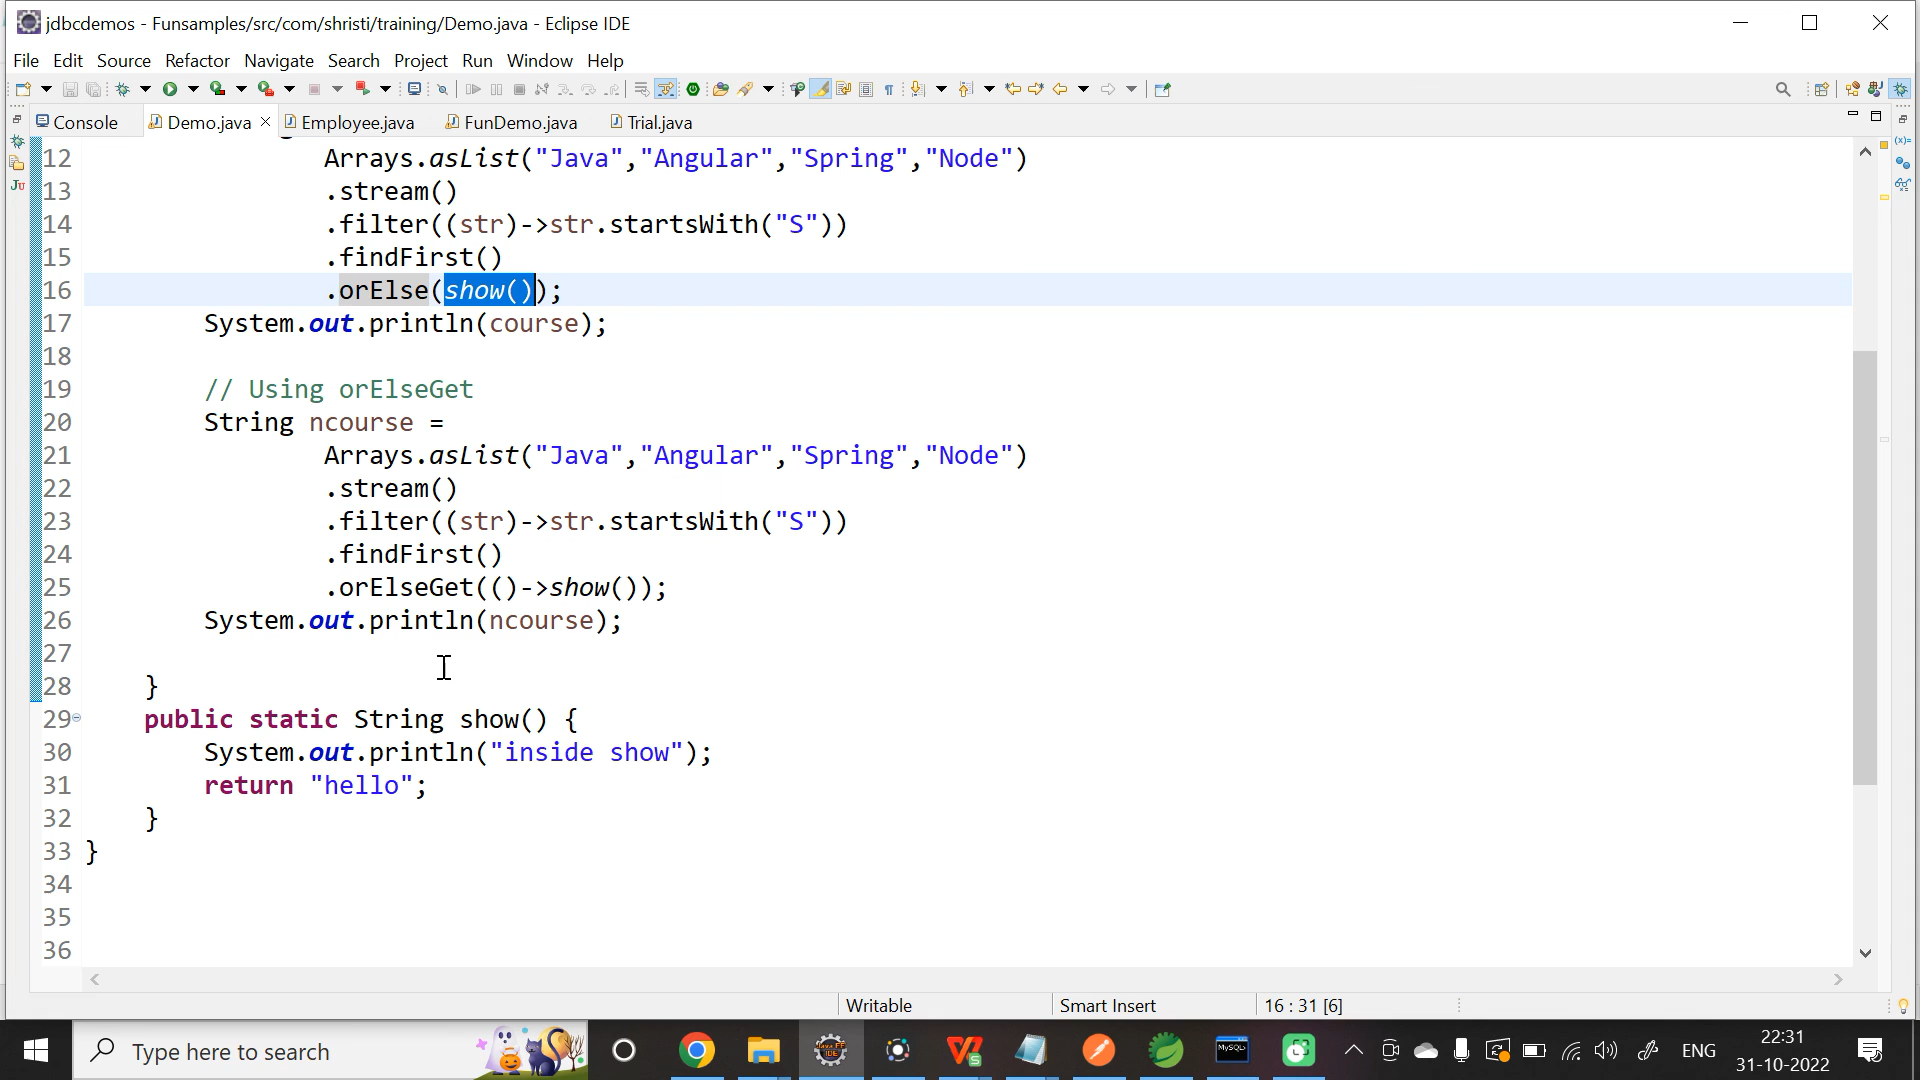 jdbcdemos - Funsamples/src/com/shristi/training/Demo.java - Eclipse IDE
File Edit Source Refactor Navigate Search Project Run Window Help
Console Demo.java Employee.java FunDemo.java Trial.java
12 Arrays.asList("Java","Angular","Spring","Node")
13 .stream()
14 .filter((str)->str.startsWith("S"))
15 .findFirst()
16 .orElse(show());
17 System.out.println(course);
18
19 // Using orElseGet
20 String ncourse =
21 Arrays.asList("Java","Angular","Spring","Node")
22 .stream()
23 .filter((str)->str.startsWith("S"))
24 .findFirst()
25 .orElseGet(()->show());
26 System.out.println(ncourse);
27
28 }
29 public static String show() {
30 System.out.println("inside show");
31 return "hello";
32 }
33 }
34
35
36
Writable Smart Insert 16 : 31 [6]
Type here to search
MySQL
ENG
22:31
31-10-2022